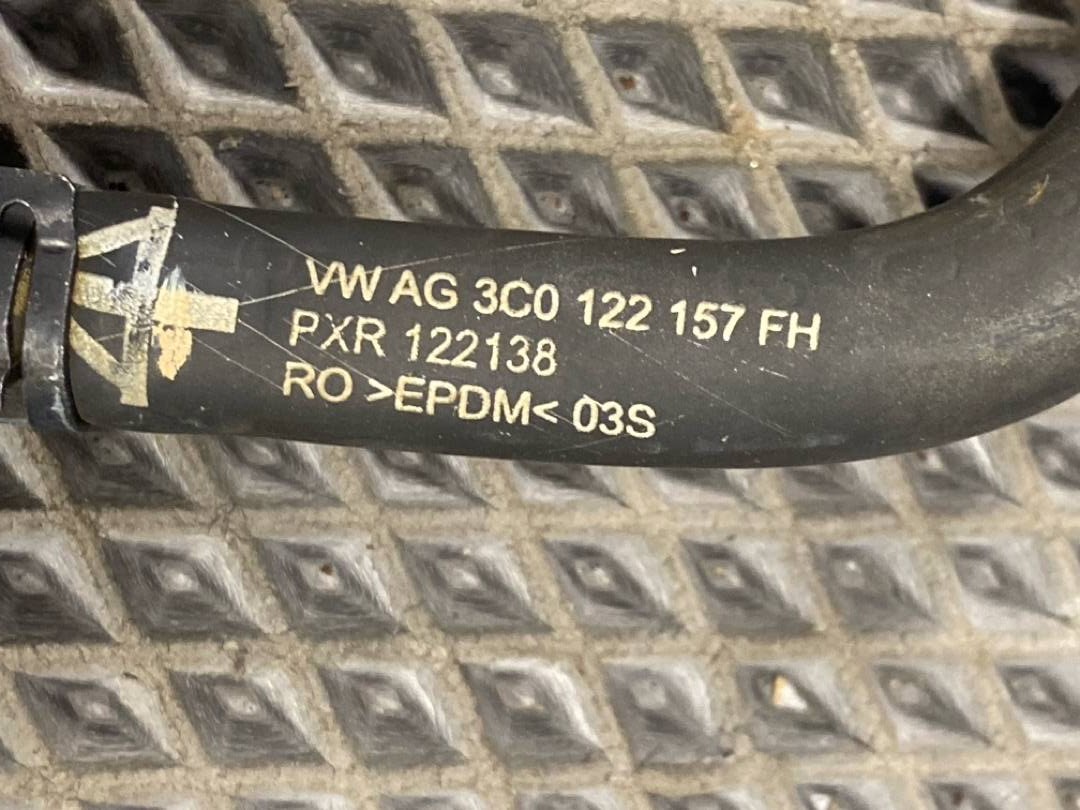 VW AG 3C0 122 157 FH
PXR 122138
RO >EPDM< 03S